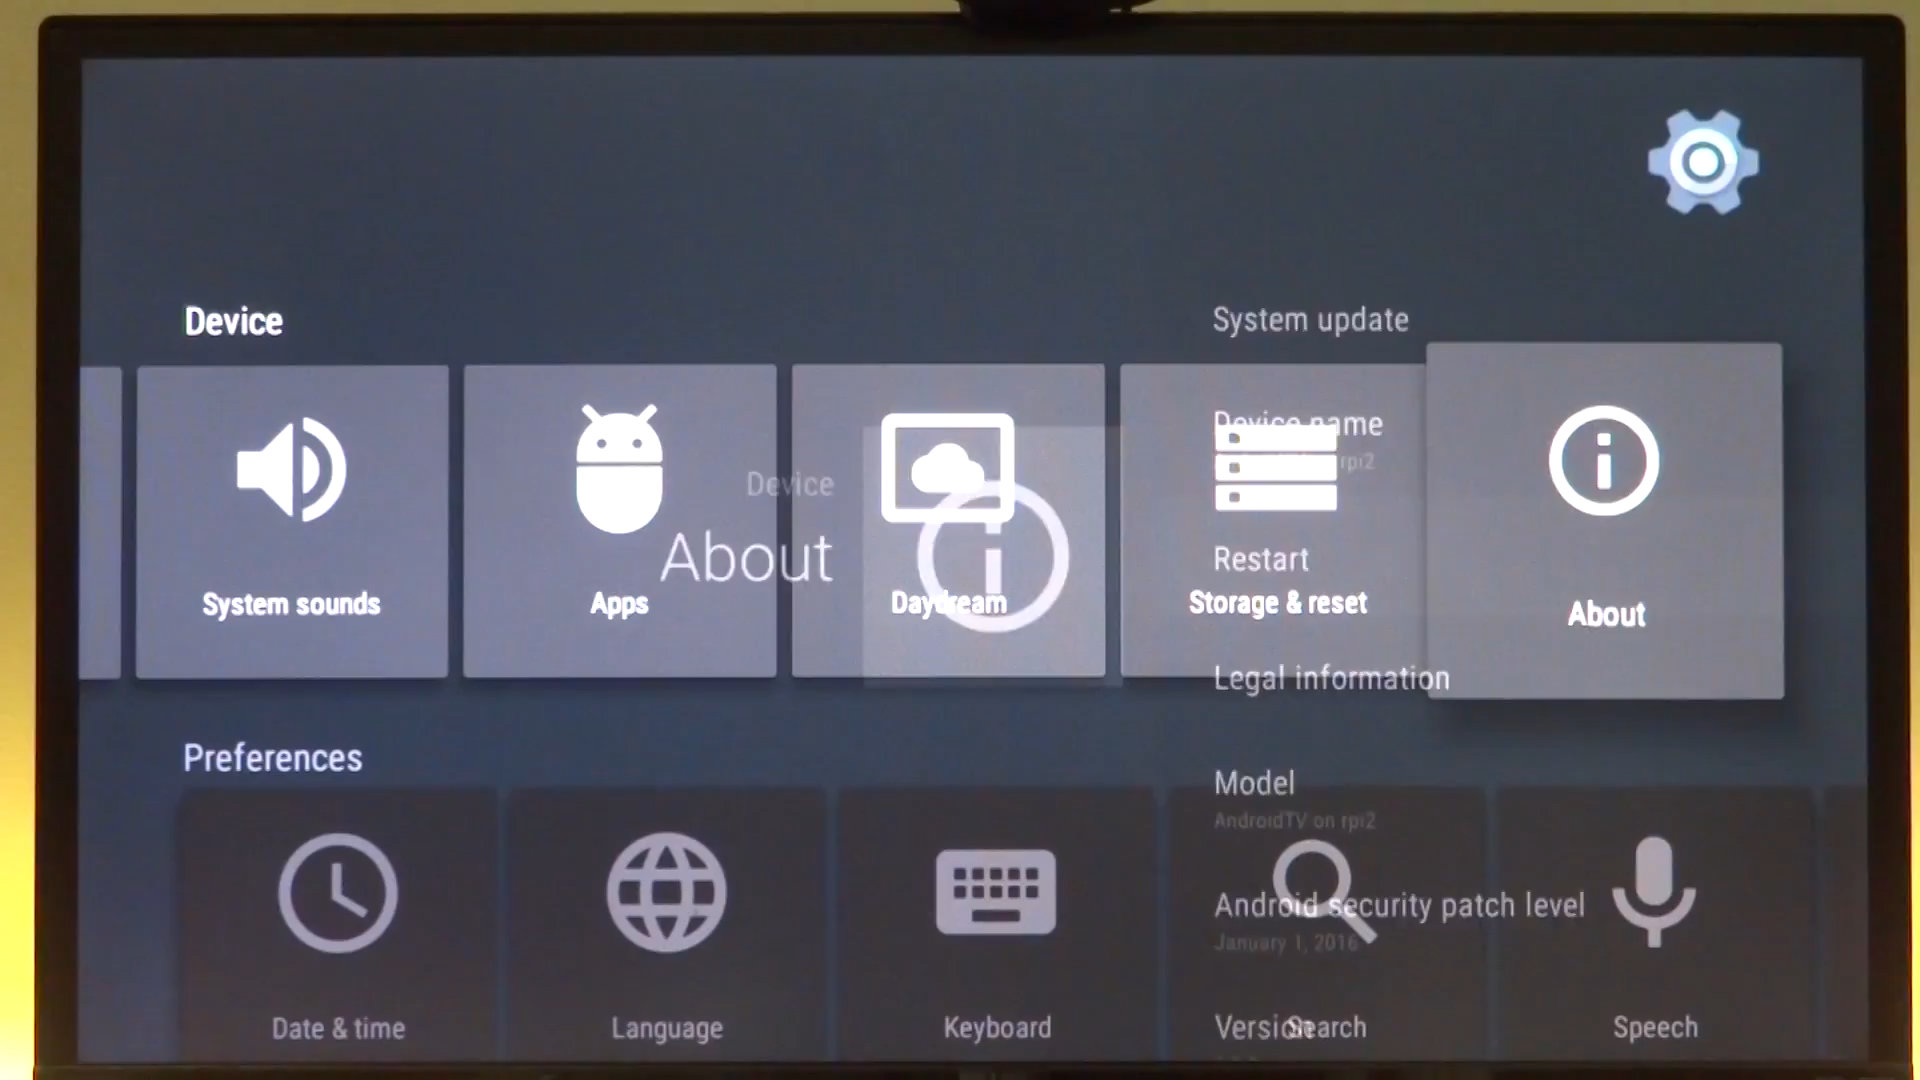 Device
System update
Device name
rpi2
Device
About
Restart
System sounds
Apps
Daydream
Storage & reset
About
Legal information
Preferences
Model
AndroidTV on rpi2
Android security patch level
January 1, 2016
Date & time
Language
Keyboard
Version
Search
Speech